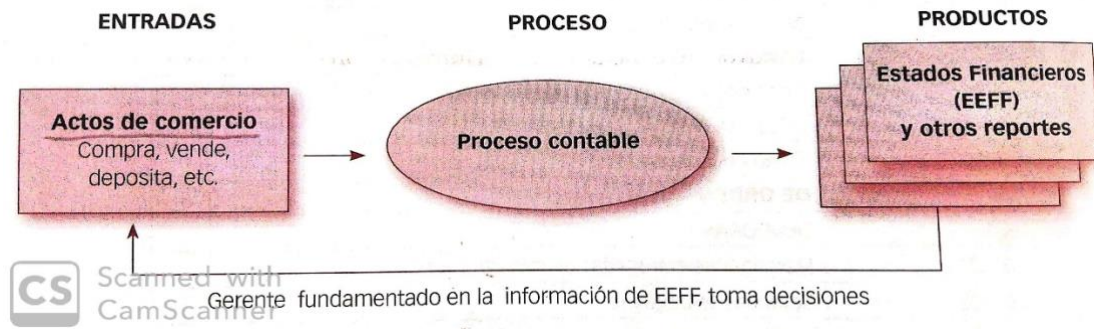 ENTRADAS
PROCESO
PRODUCTOS
Actos de comercio
Compra, vende,
deposita, etc.
Proceso contable
Estados Financieros
(EEFF)
y otros reportes
CS Scanned with
CamScanner
Gerente fundamentado en la información de EEFF, toma decisiones